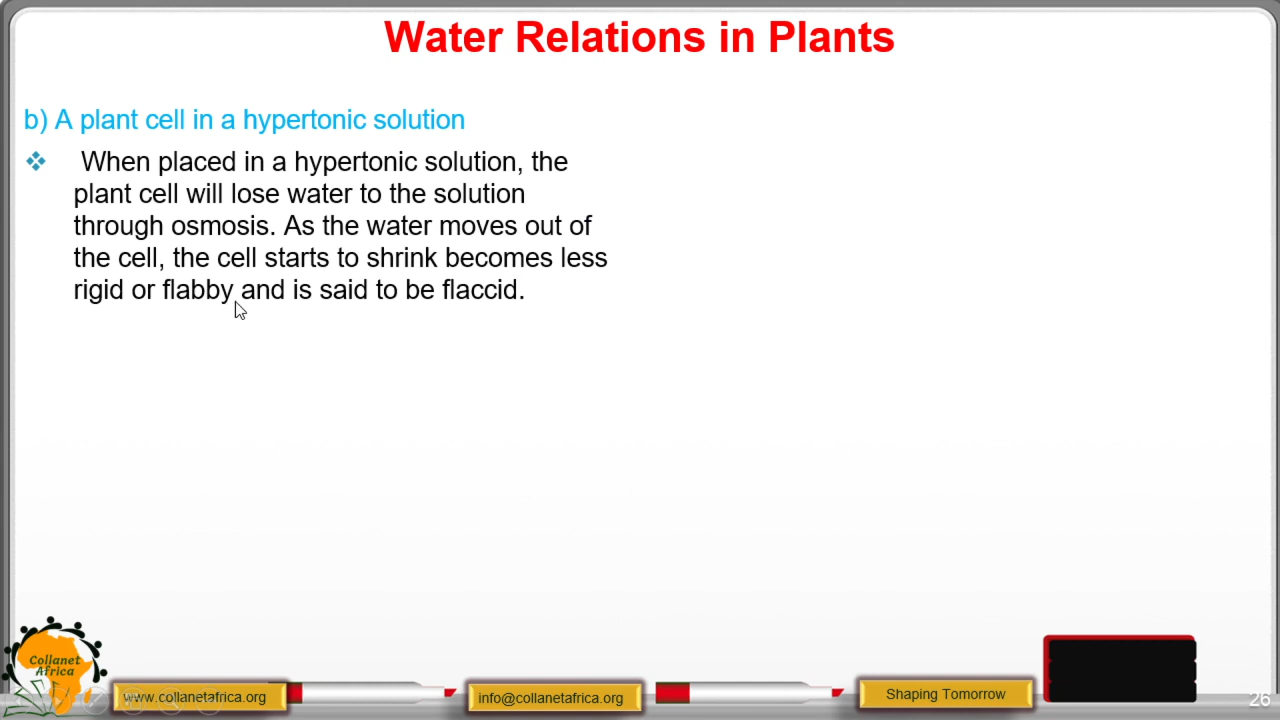 Water Relations in Plants
b) A plant cell in a hypertonic solution
When placed in a hypertonic solution, the
plant cell will lose water to the solution
through osmosis. As the water moves out of
the cell, the cell starts to shrink becomes less
rigid or flabby and is said to be flaccid.
Collanet
Africa
www.collanetafrica.org
info@collanetafrica.org
Shaping Tomorrow
26